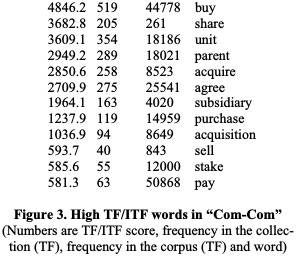 4846.2 519 44778 buy
3682.8 205 261 share
3609.1 354 18186 unit
2949.2 289 18021 parent
2850.6 258 8523 acquire
2709.9 275 25541 agree
1964.1 163 4020 subsidiary
1237.9 119 14959 purchase
1036.9 94 8649 acquisition
593.7 40 843 sell
585.6 55 12000 stake
581.3 63 50868 pay
Figure 3. High TF/ITF words in “Com-Com”
(Numbers are TF/ITF score, frequency in the collec-
tion (TF), frequency in the corpus (TF) and word)